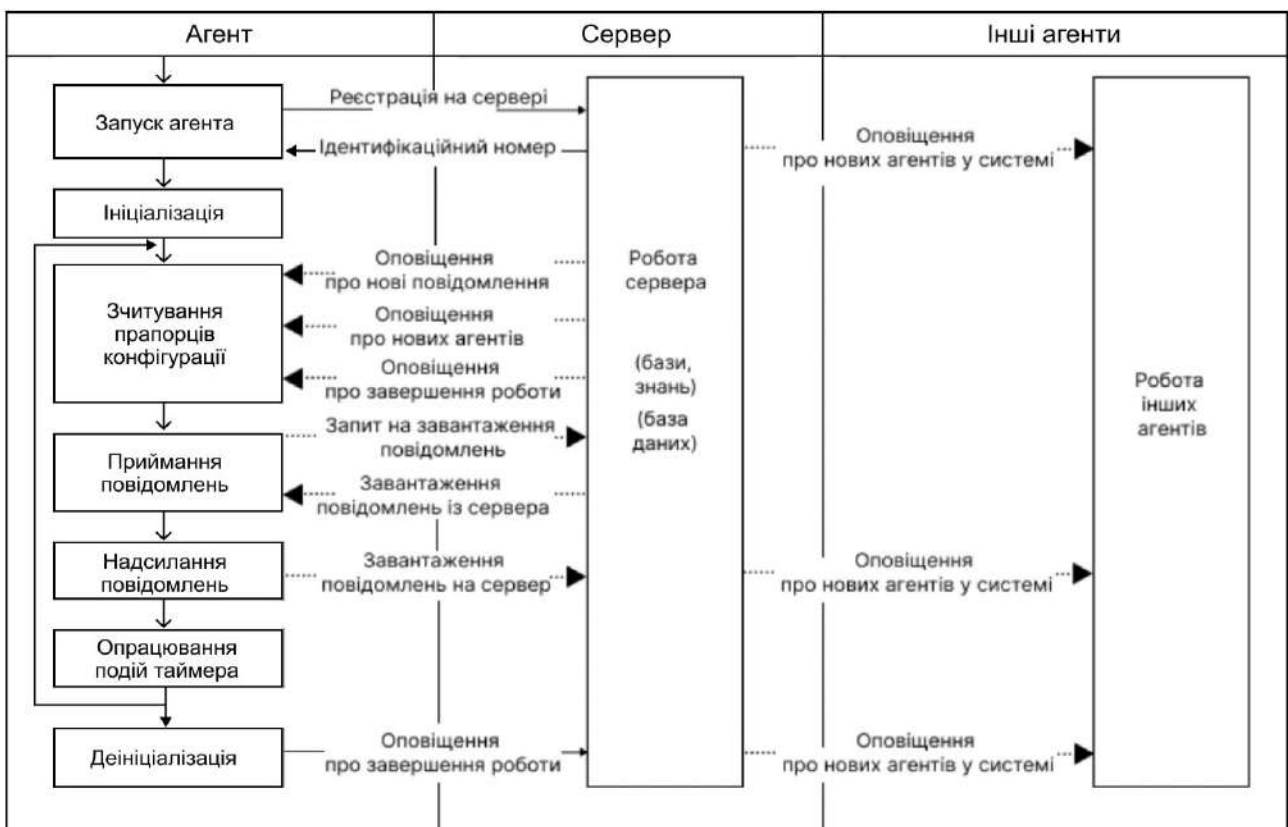 Агент
Сервер
Інші агенти
Запуск агента
Реєстрація на сервері
Ідентифікаційний номер
Оповіщення
про нових агентів у системі
Ініціалізація
Зчитування
прапорців
конфігурації
Оповіщення
про нові повідомлення
Оповіщення
про нових агентів
Оповіщення
про завершення роботи
Робота
сервера
(бази,
знань)
(база
даних)
Робота
інших
агентів
Приймання
повідомлень
Запит на завантаження
повідомлень
Завантаження
повідомлень із сервера
Надсилання
повідомлень
Завантаження
повідомлень на сервер
Оповіщення
про нових агентів у системі
Опрацювання
подій таймера
Деініціалізація
Оповіщення
про завершення роботи
Оповіщення
про нових агентів у системі